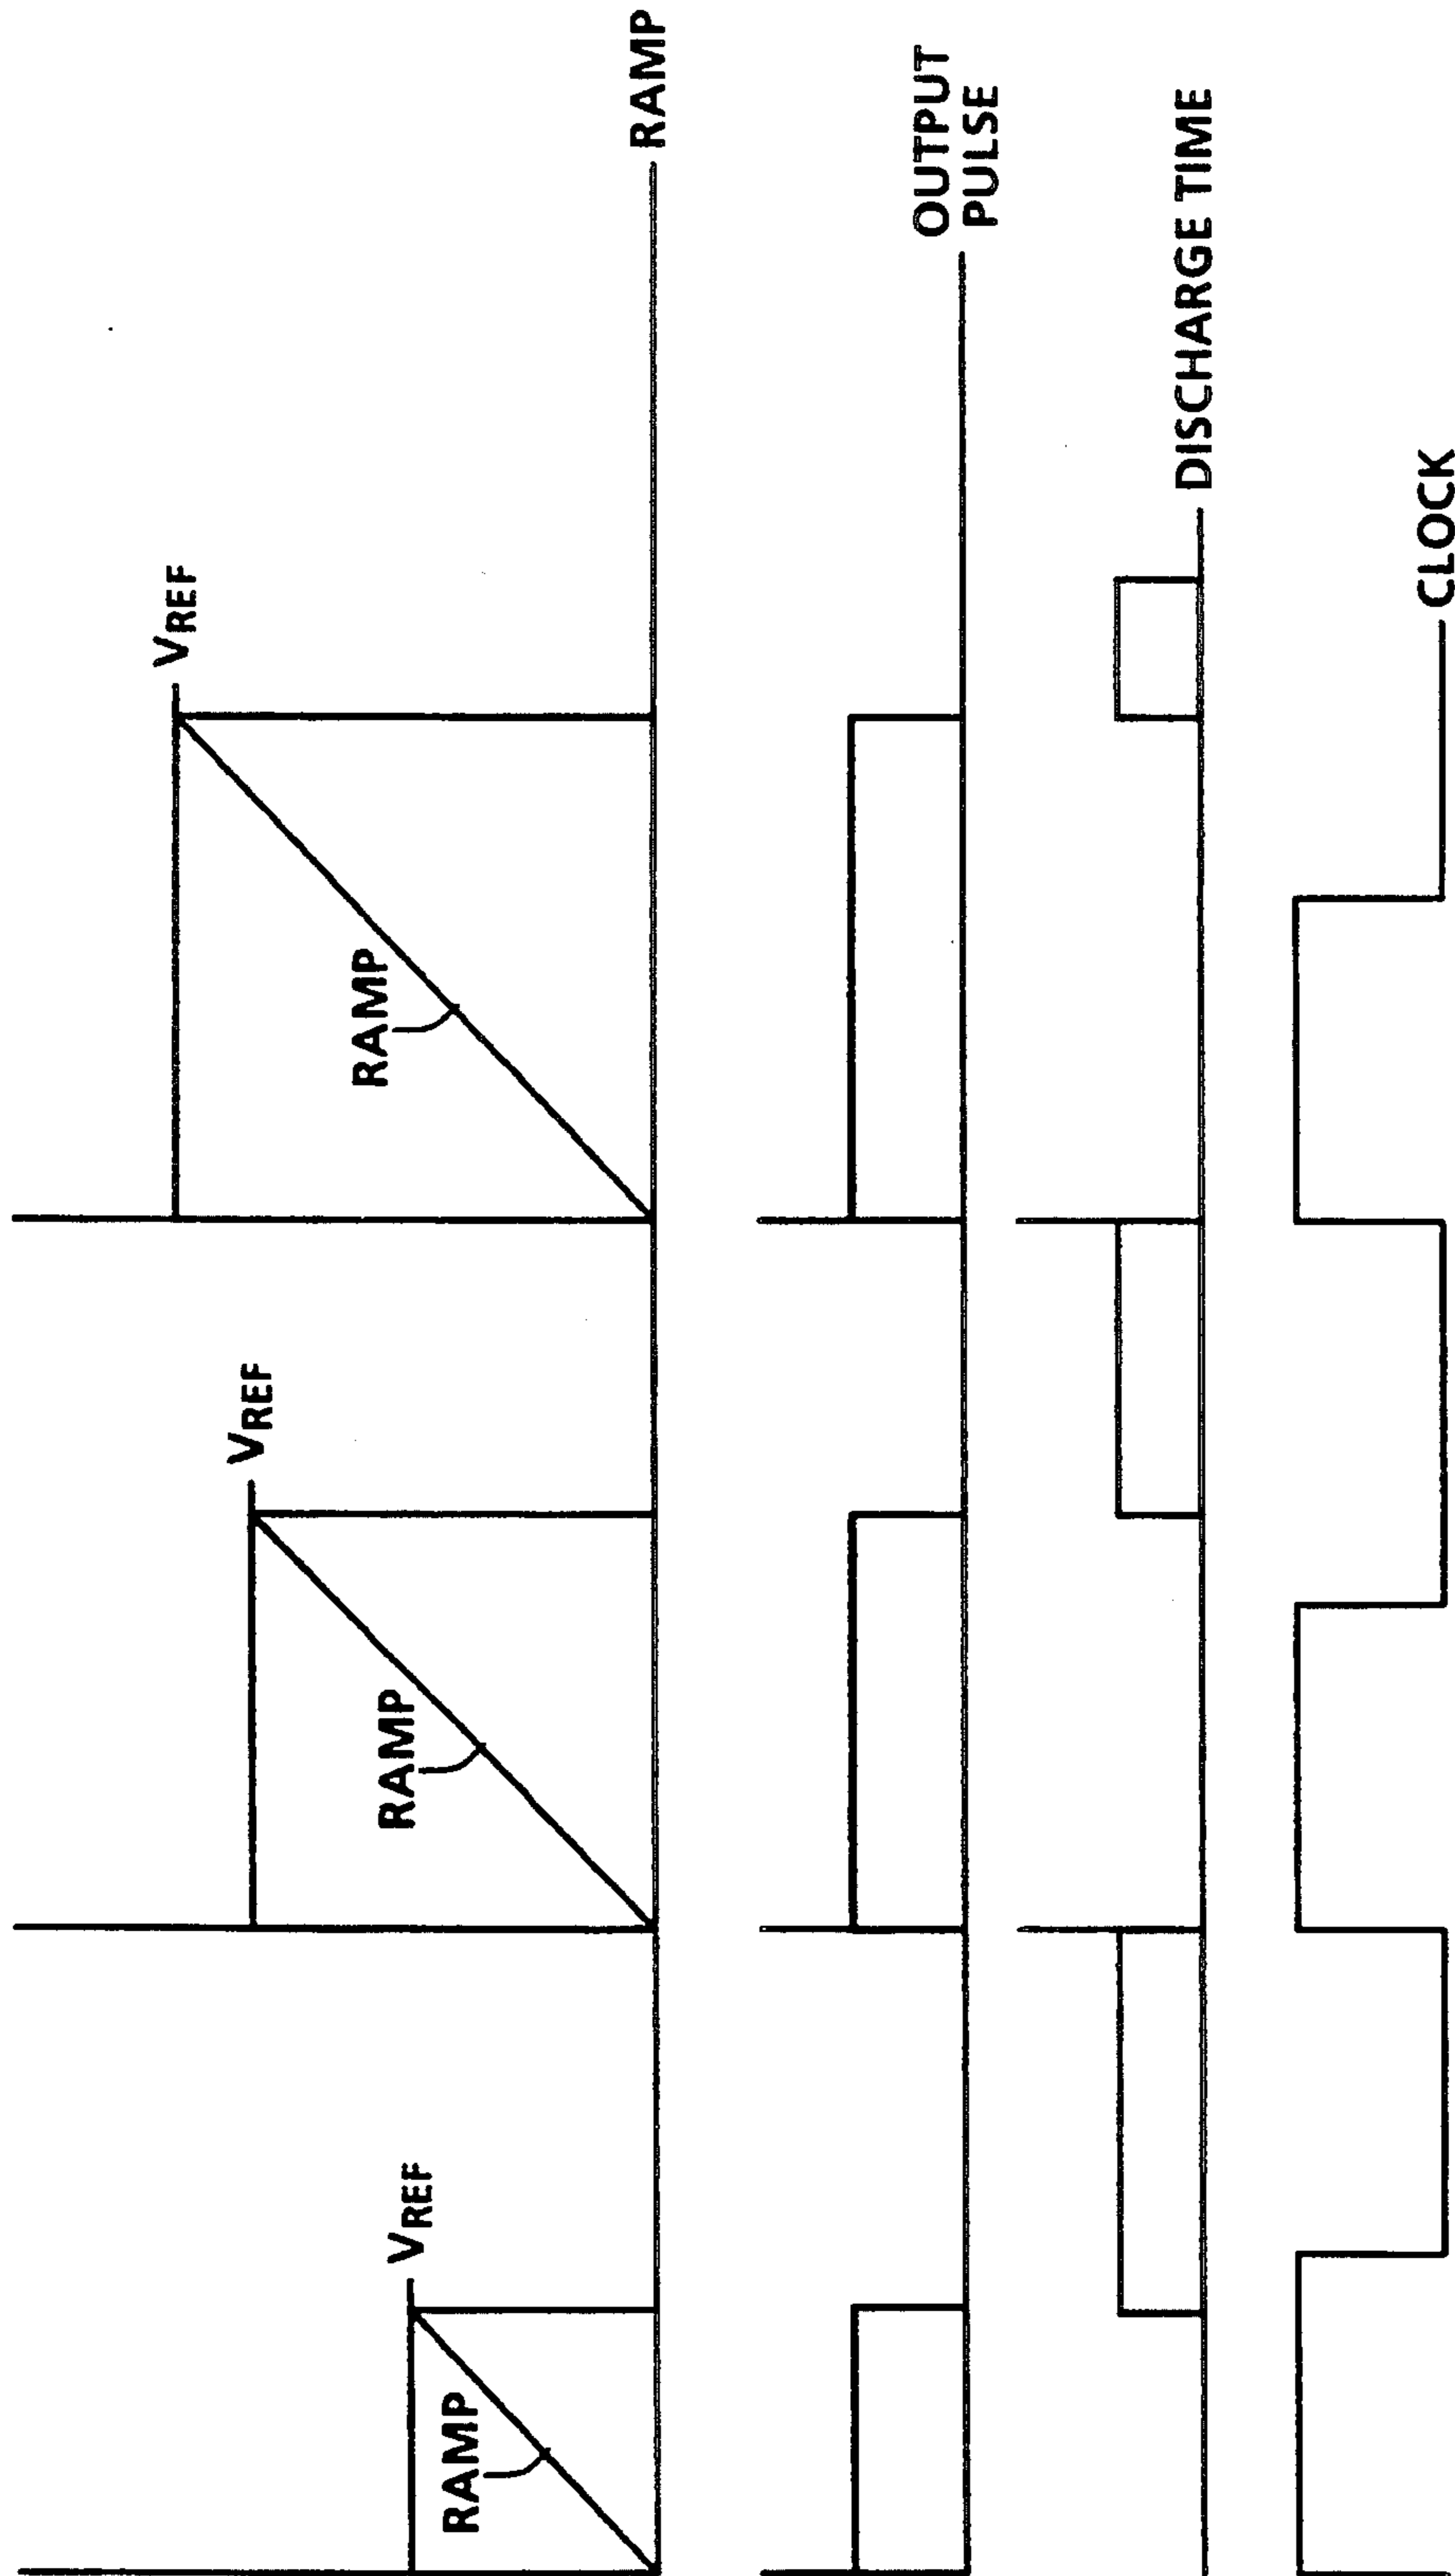 VREF
RAMP
VREF
RAMP
VREF
RAMP
RAMP
OUTPUT
PULSE
DISCHARGE TIME
CLOCK